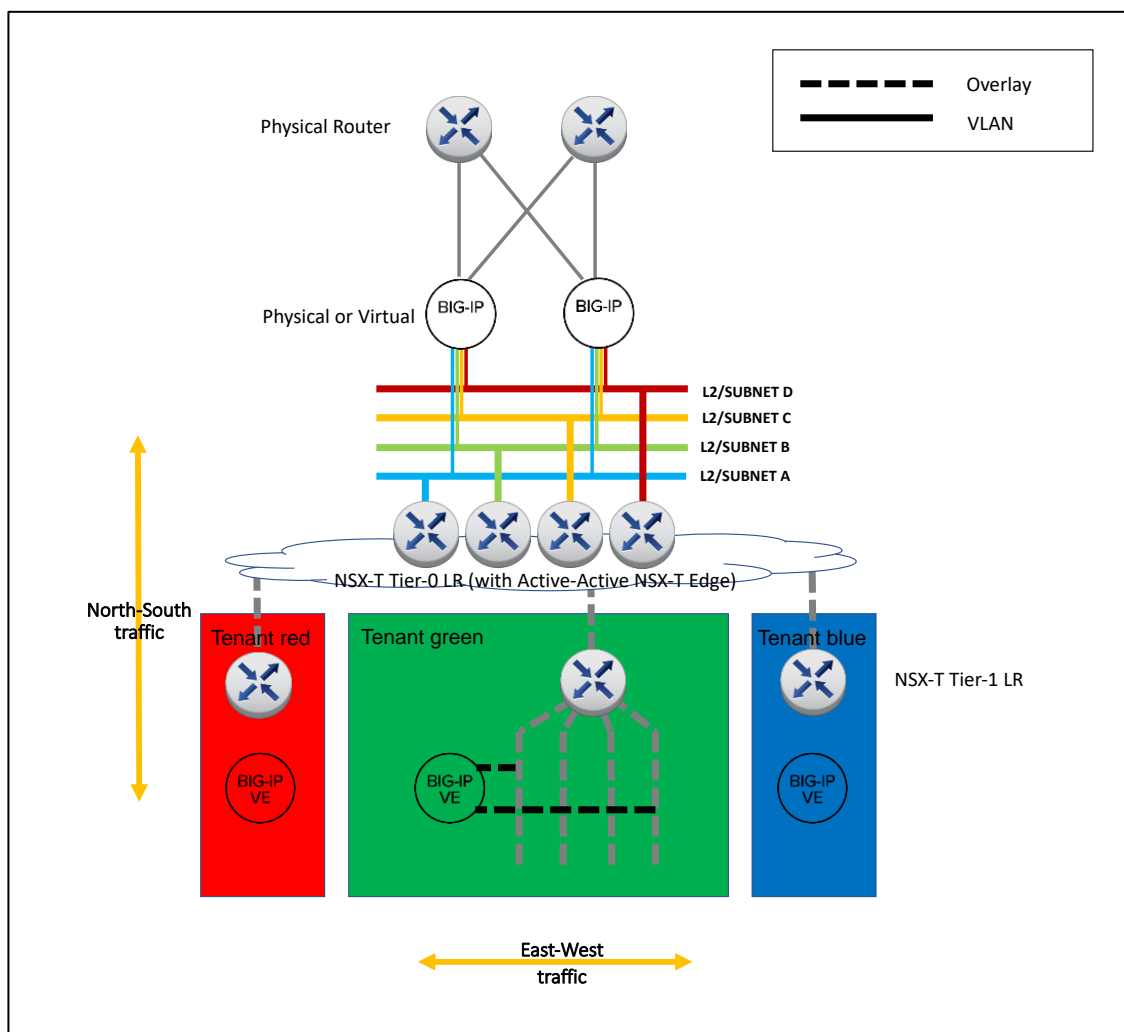 Overlay
VLAN
Physical Router
Physical or Virtual
BIG-IP
BIG-IP
L2/SUBNET D
L2/SUBNET C
L2/SUBNET B
L2/SUBNET A
NSX-T Tier-0 LR (with Active-Active NSX-T Edge)
North-South
traffic
Tenant red
Tenant green
Tenant blue
NSX-T Tier-1 LR
BIG-IP
VE
BIG-IP
VE
BIG-IP
VE
East-West
traffic